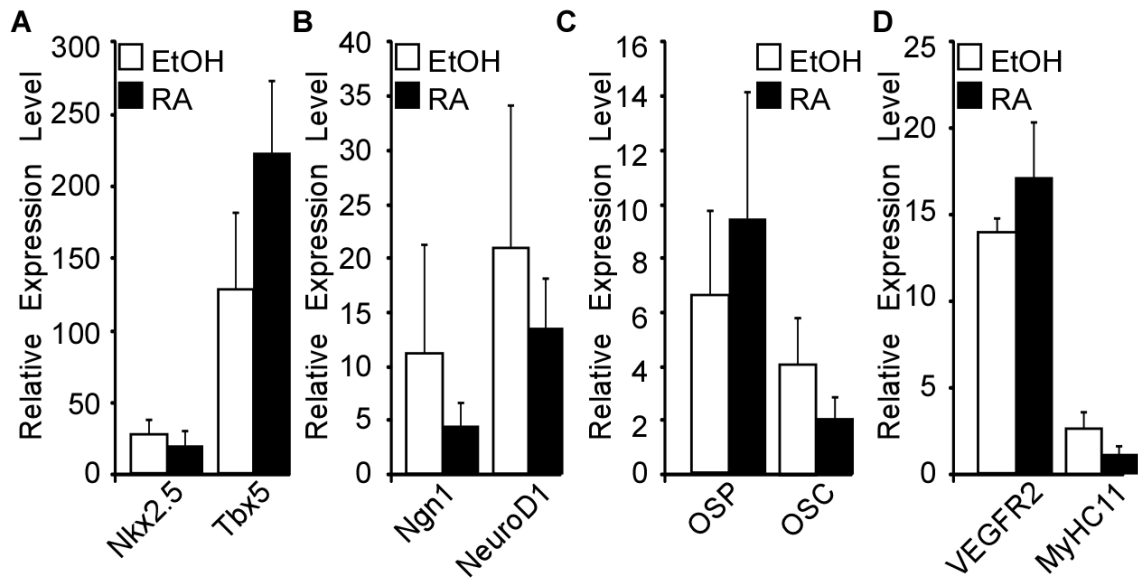 A
Relative Expression Level
300
250
200
150
100
50
0
EtOH
RA
Nkx2.5
Tbx5
B
Relative Expression Level
40
35
30
25
20
15
10
5
0
EtOH
RA
Ngn1
NeuroD1
C
Relative Expression Level
16
14
12
10
8
6
4
2
0
EtOH
RA
OSP
OSC
D
Relative Expression Level
25
20
15
10
5
0
EtOH
RA
VEGFR2
MyHC11